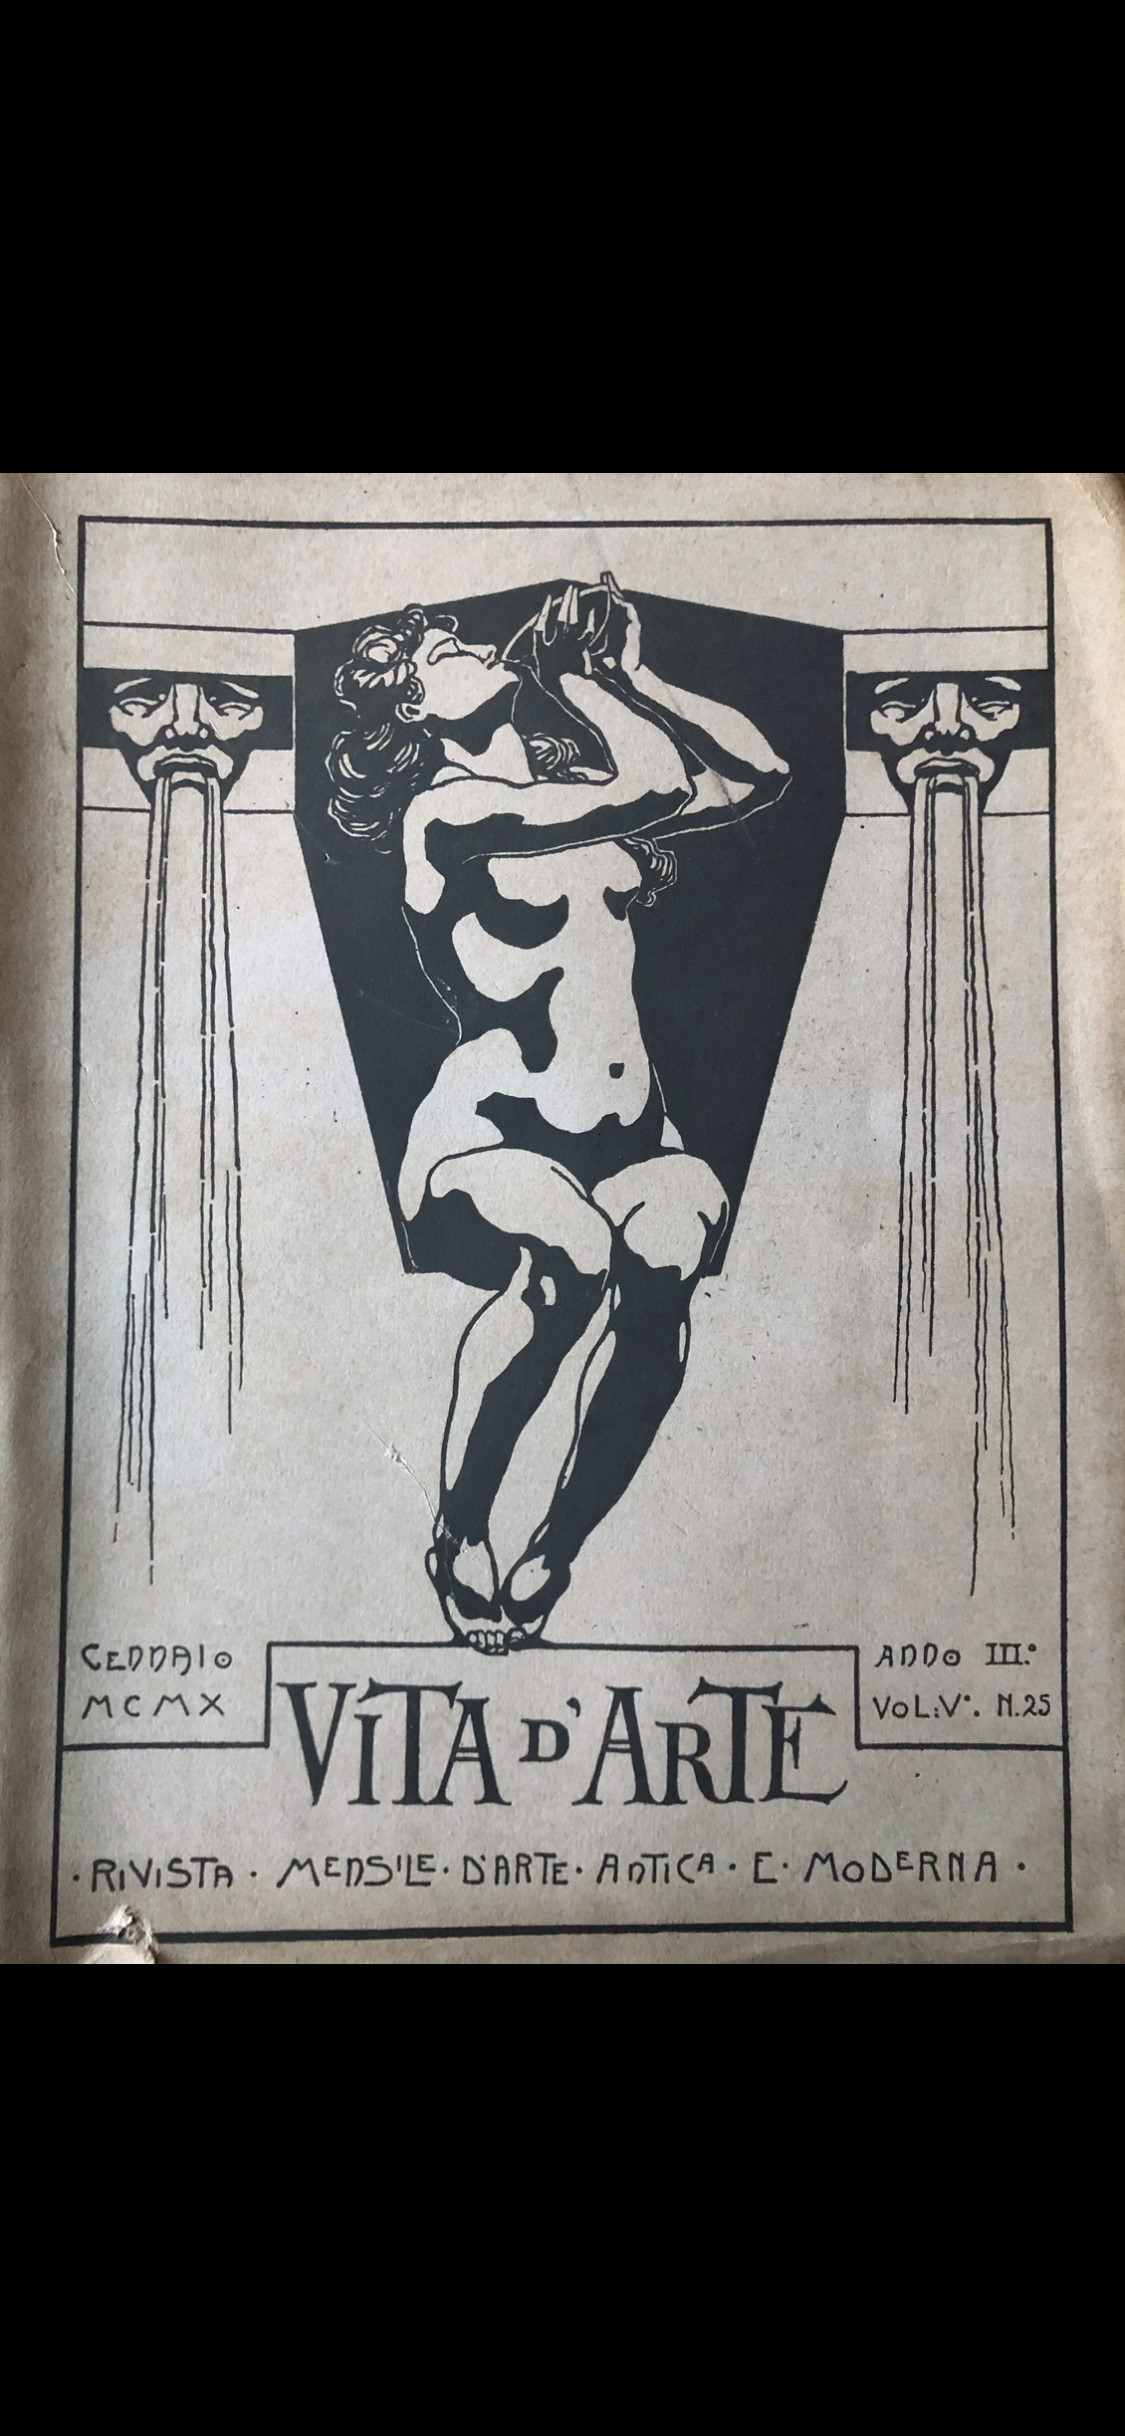 GENNAIO
MCMX
ANNO III.°
VOL: V°. N.25
VITA D'ARTE
· RIVISTA · MENSILE · D'ARTE · ANTICA · E · MODERNA ·